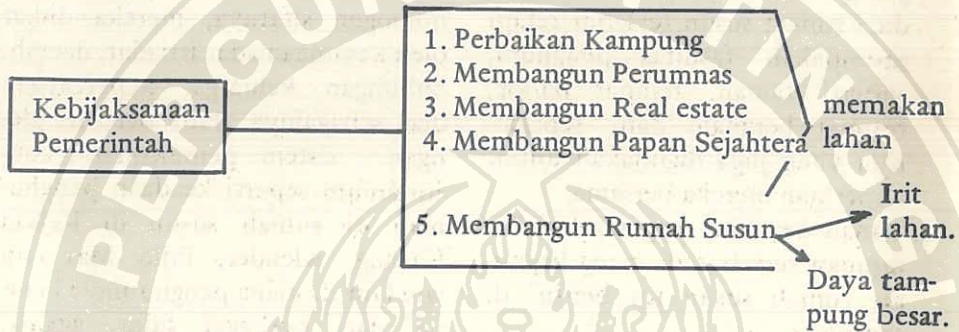 Kebijaksanaan
Pemerintah
1. Perbaikan Kampung
2. Membangun Perumnas
3. Membangun Real estate
4. Membangun Papan Sejahtera
memakan
lahan
5. Membangun Rumah Susun
Irit
lahan.
Daya tam-
pung besar.